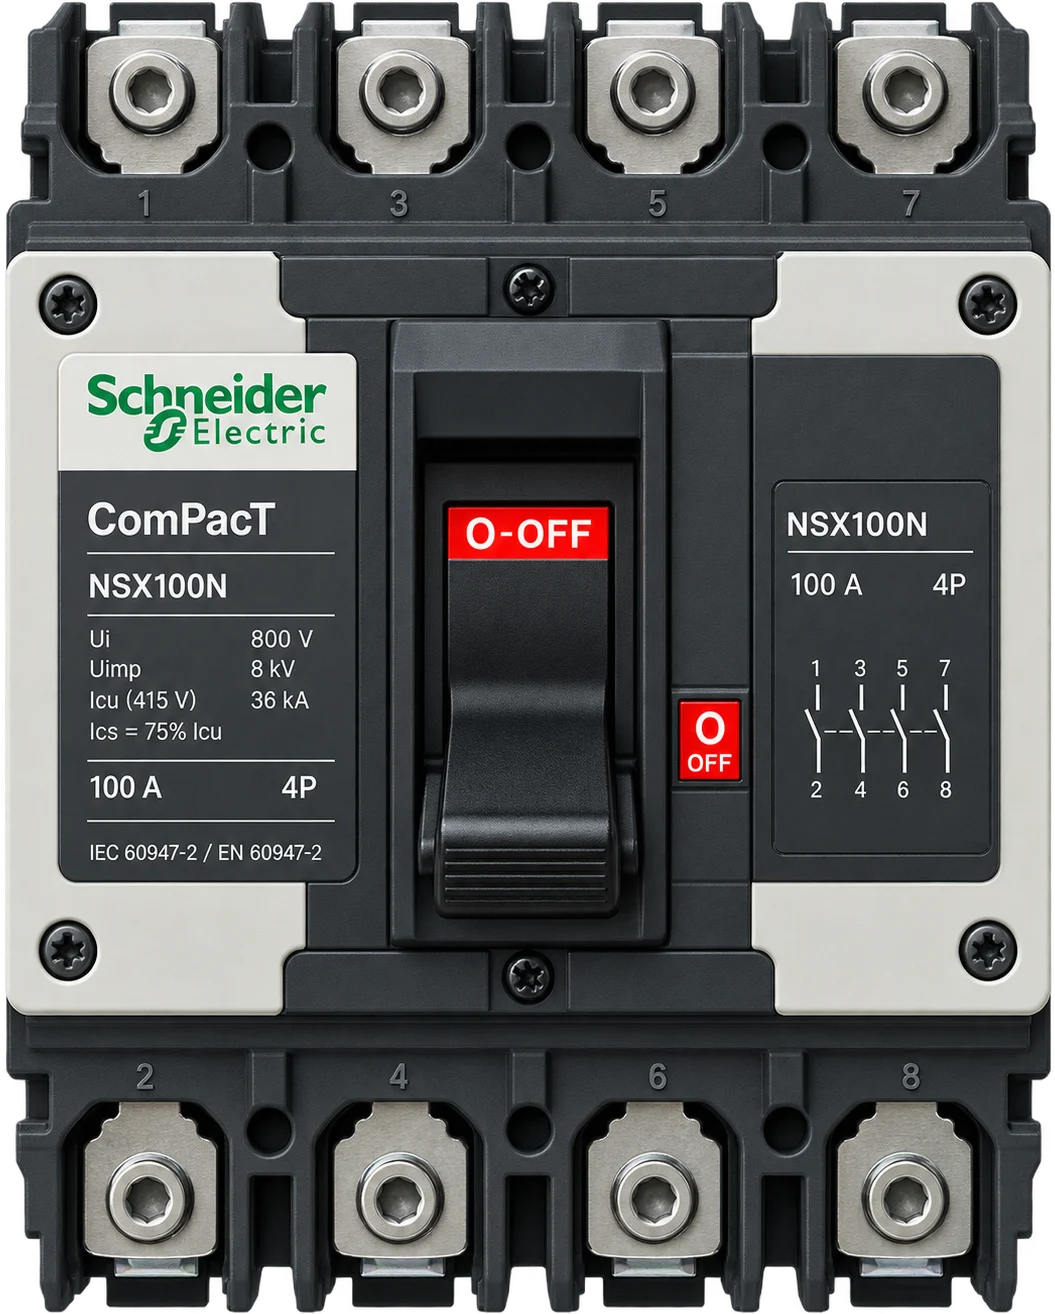 1 3 5 7
Schneider
Electric
ComPacT
NSX100N
Ui 800 V
Uimp 8 kV
Icu (415 V) 36 kA
Ics = 75% Icu
100 A 4P
IEC 60947-2 / EN 60947-2
O-OFF
O
OFF
NSX100N
100 A 4P
1 3 5 7
2 4 6 8
2 4 6 8